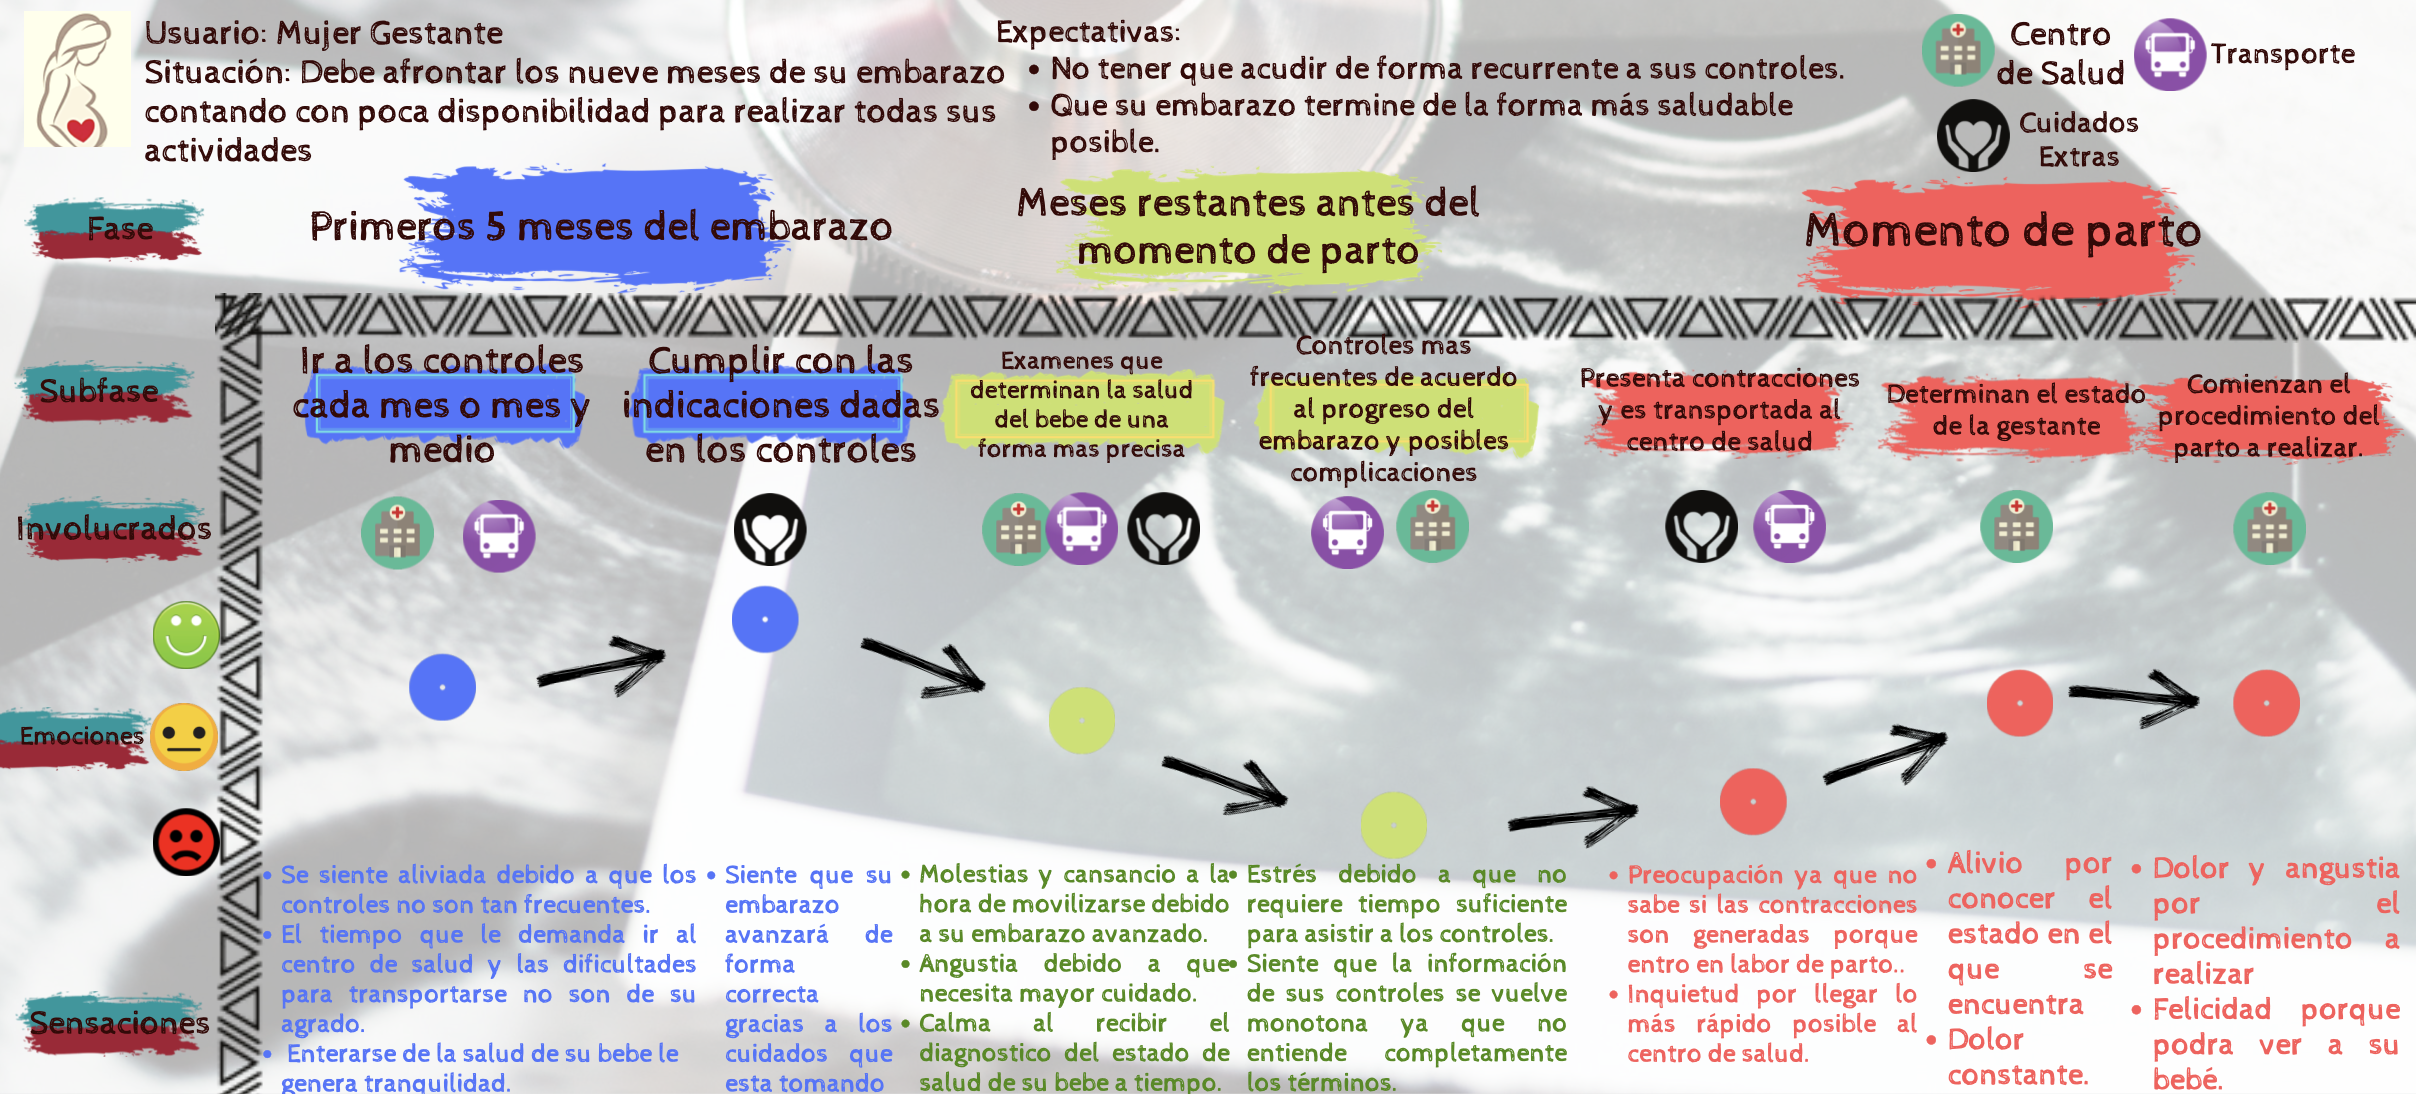 Usuario: Mujer Gestante
Situación: Debe afrontar los nueve meses de su embarazo
contando con poca disponibilidad para realizar todas sus
actividades
Expectativas:
• No tener que acudir de forma recurrente a sus controles.
• Que su embarazo termine de la forma más saludable
posible.
Centro
de Salud
Transporte
Cuidados
Extras
Fase
Primeros 5 meses del embarazo
Meses restantes antes del
momento de parto
Momento de parto
Subfase
Ir a los controles
cada mes o mes y
medio
Cumplir con las
indicaciones dadas
en los controles
Examenes que
determinan la salud
del bebe de una
forma mas precisa
Controles mas
frecuentes de acuerdo
al progreso del
embarazo y posibles
complicaciones
Presenta contracciones
y es transportada al
centro de salud
Determinan el estado
de la gestante
Comienzan el
procedimiento del
parto a realizar.
Involucrados
Emociones
Sensaciones
• Se siente aliviada debido a que los
controles no son tan frecuentes.
• El tiempo que le demanda ir al
centro de salud y las dificultades
para transportarse no son de su
agrado.
• Enterarse de la salud de su bebe le
genera tranquilidad.
• Siente que su
embarazo
avanzará de
forma
correcta
gracias a los
cuidados que
esta tomando
• Molestias y cansancio a la
hora de movilizarse debido
a su embarazo avanzado.
• Angustia debido a que
necesita mayor cuidado.
• Calma al recibir el
diagnostico del estado de
salud de su bebe a tiempo.
• Estrés debido a que no
requiere tiempo suficiente
para asistir a los controles.
• Siente que la información
de sus controles se vuelve
monotona ya que no
entiende completamente
los términos.
• Preocupación ya que no
sabe si las contracciones
son generadas porque
entro en labor de parto..
• Inquietud por llegar lo
más rápido posible al
centro de salud.
• Alivio por
conocer el
estado en el
que se
encuentra
• Dolor
constante.
• Dolor y angustia
por el
procedimiento a
realizar
• Felicidad porque
podra ver a su
bebé.